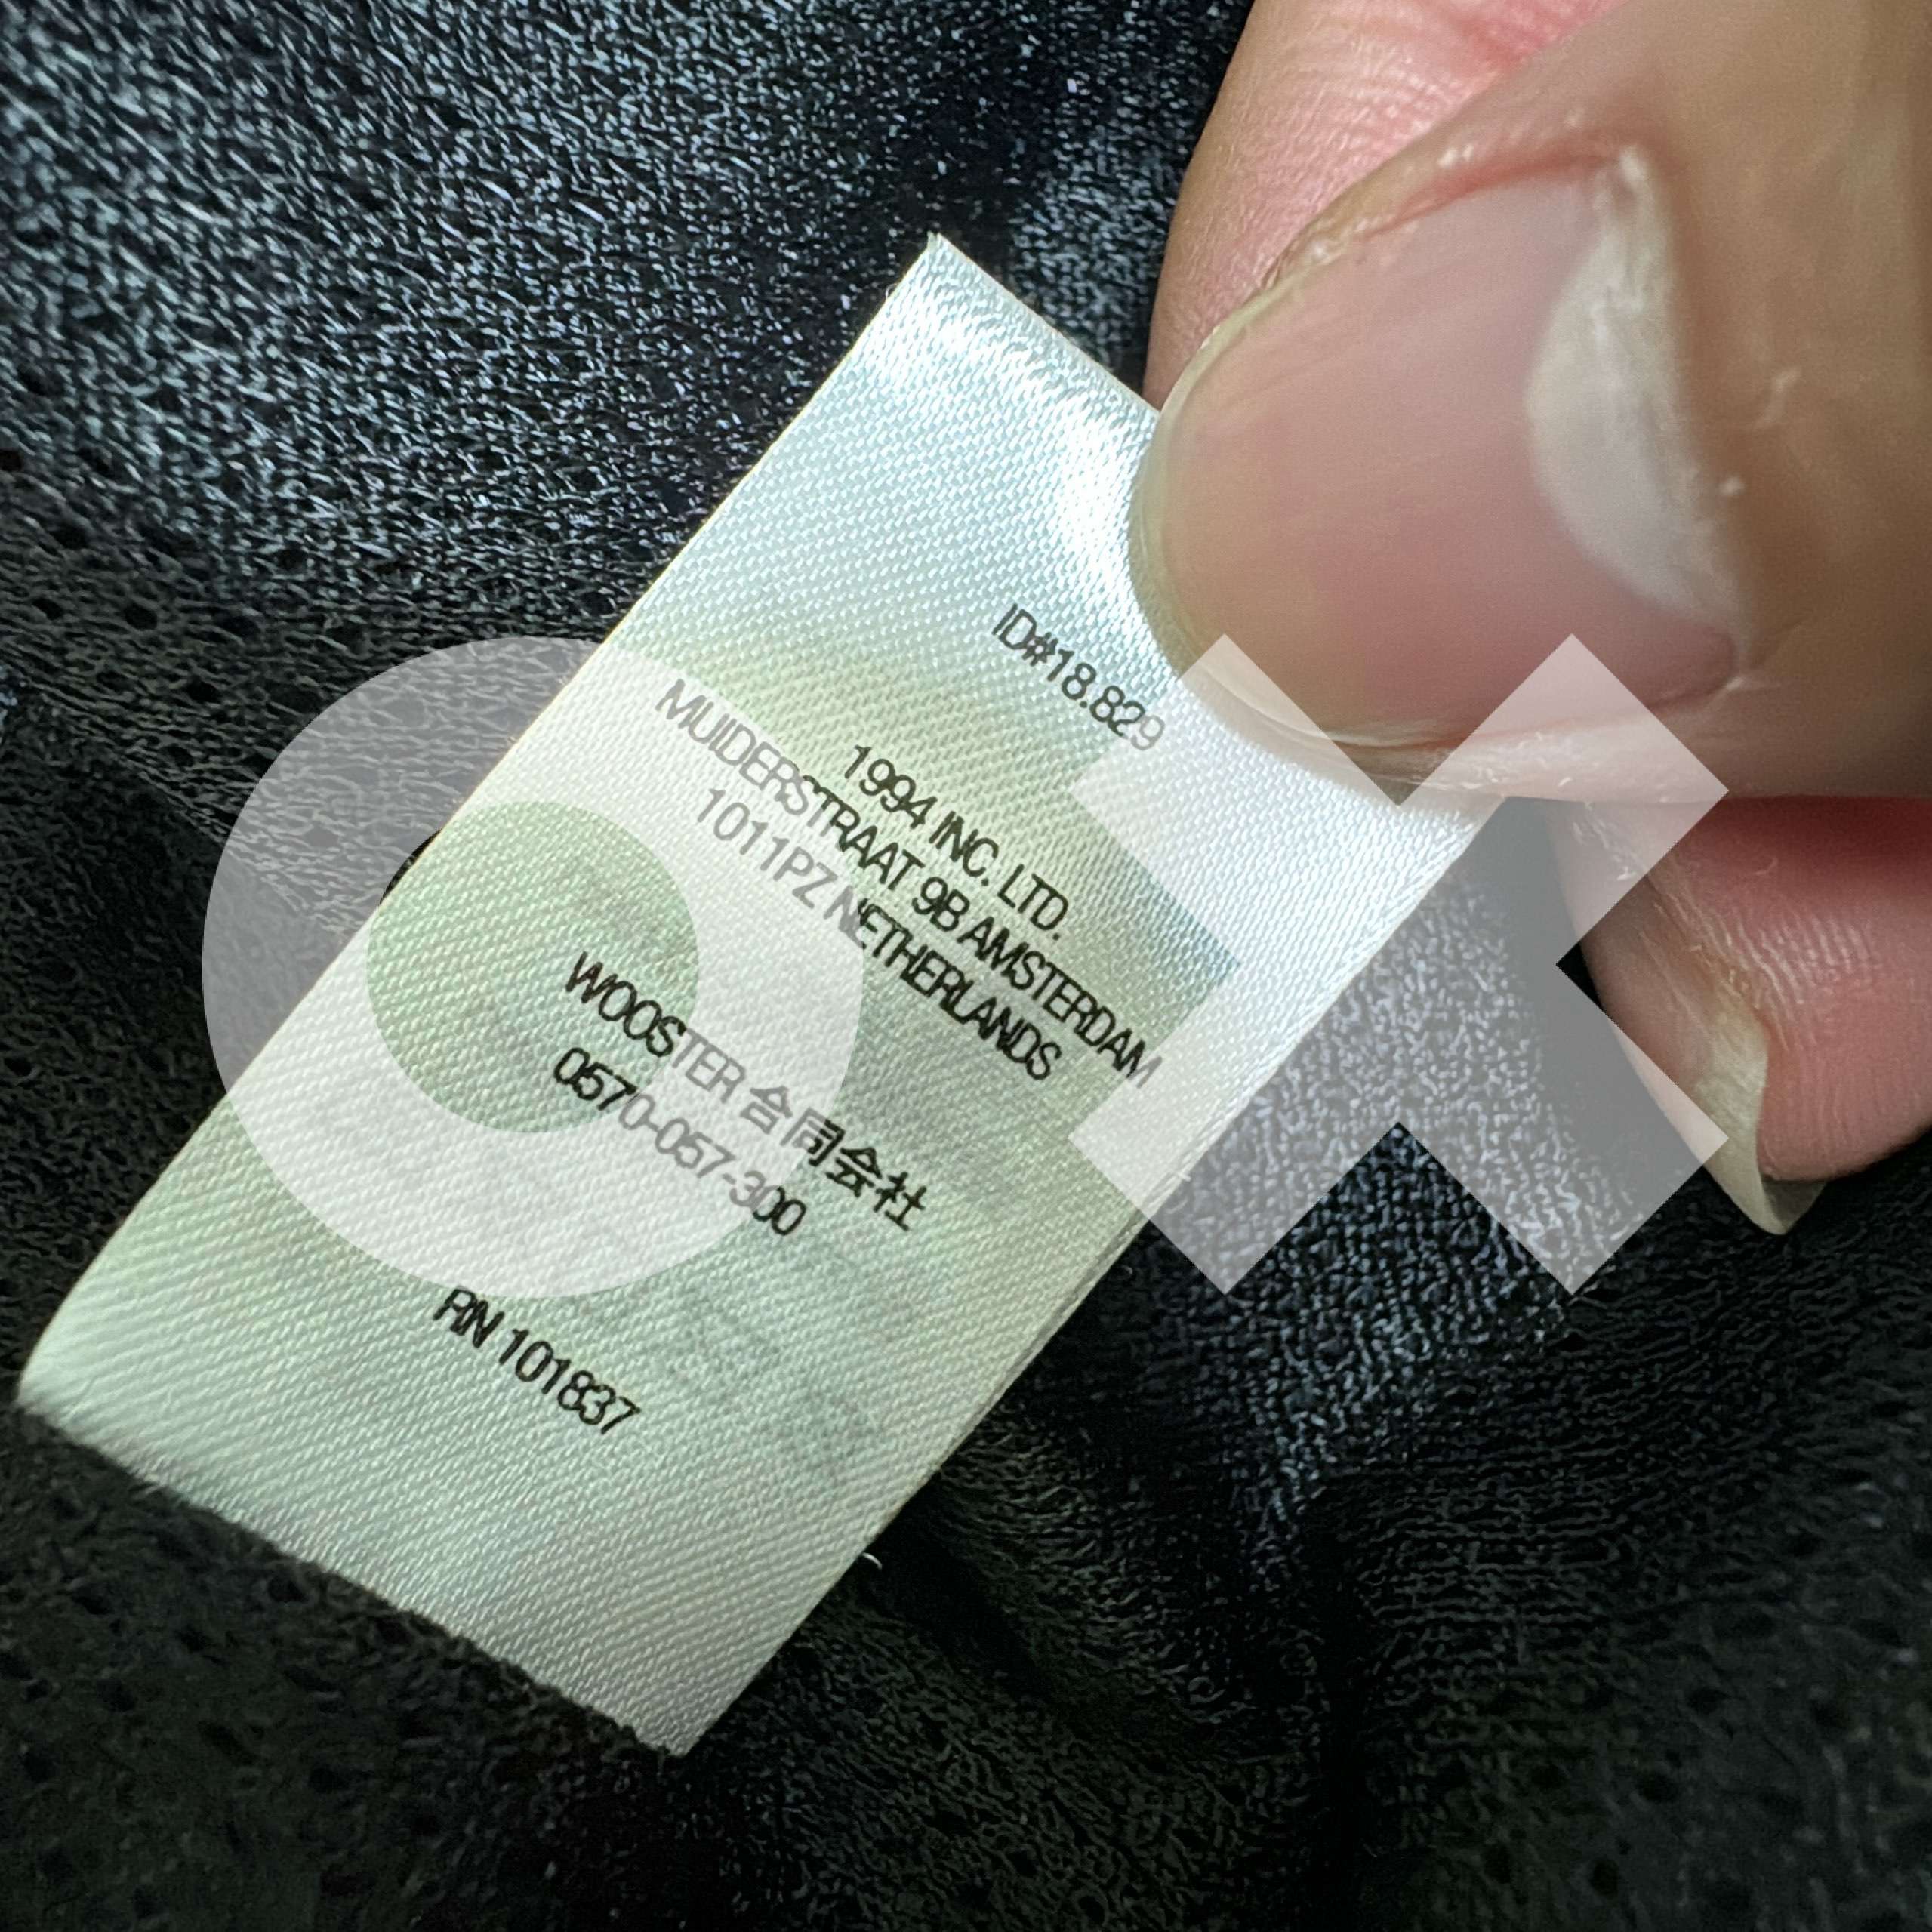 ID#18.829
1994 INC. LTD.
MUIDERSTRAAT 9B AMSTERDAM
1011PZ NETHERLANDS
WOOSTER 合同会社
0570-057-300
RN 101837